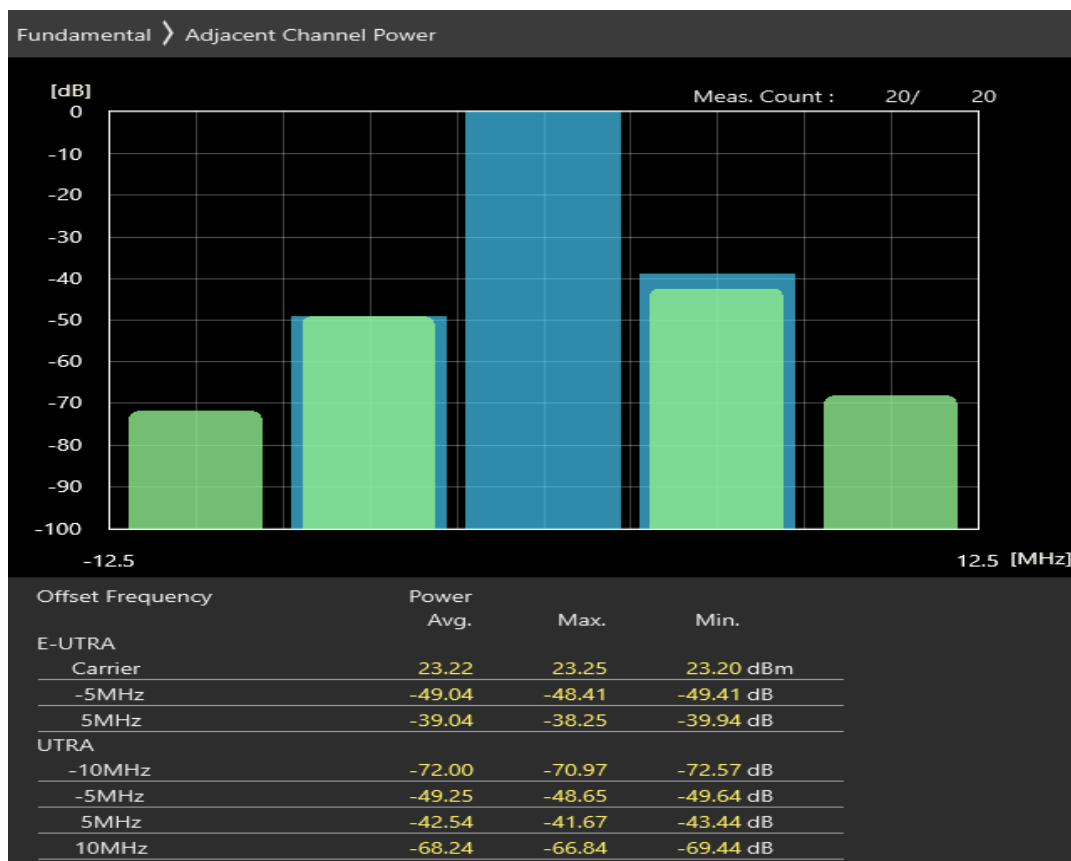 Fundamental 〉 Adjacent Channel Power
[dB]
Meas. Count : 20/ 20
0
-10
-20
-30
-40
-50
-60
-70
-80
-90
-100
-12.5 12.5 [MHz]
Offset Frequency Power
Avg. Max. Min.
E-UTRA
Carrier 23.22 23.25 23.20 dBm
-5MHz -49.04 -48.41 -49.41 dB
5MHz -39.04 -38.25 -39.94 dB
UTRA
-10MHz -72.00 -70.97 -72.57 dB
-5MHz -49.25 -48.65 -49.64 dB
5MHz -42.54 -41.67 -43.44 dB
10MHz -68.24 -66.84 -69.44 dB